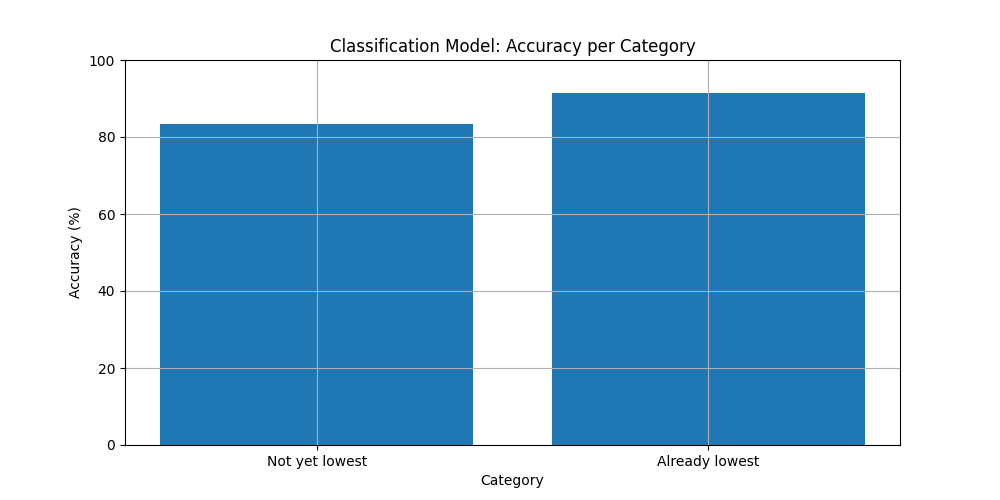 Classification Model: Accuracy per Category
100
80
60
40
20
0
Accuracy (%)
Not yet lowest
Already lowest
Category